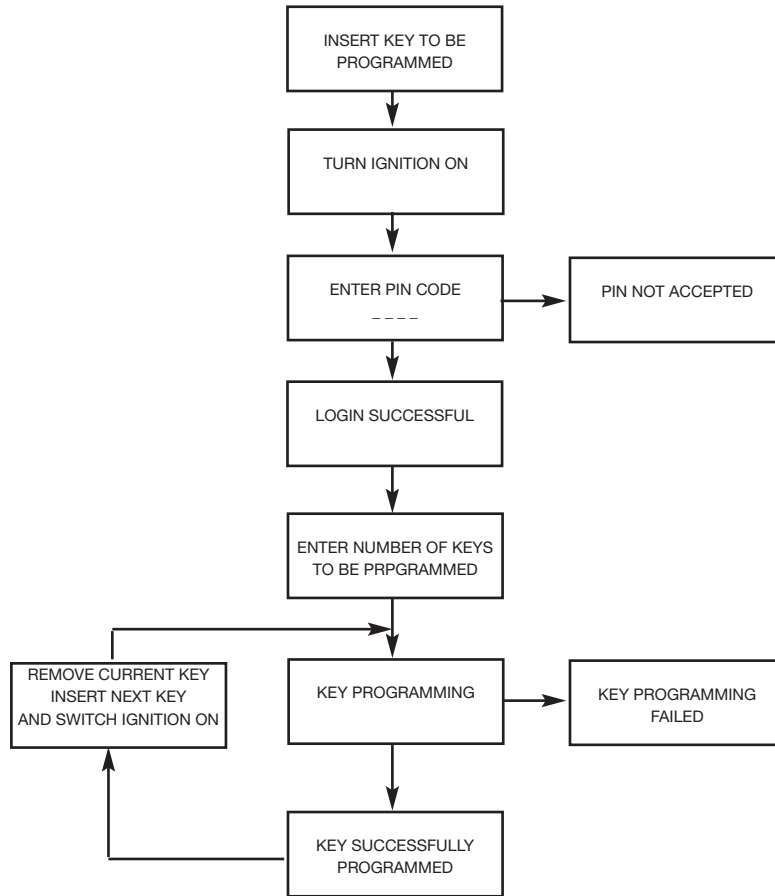 INSERT KEY TO BE
PROGRAMMED
TURN IGNITION ON
ENTER PIN CODE
_ _ _ _
PIN NOT ACCEPTED
LOGIN SUCCESSFUL
ENTER NUMBER OF KEYS
TO BE PRPGRAMMED
REMOVE CURRENT KEY
INSERT NEXT KEY
AND SWITCH IGNITION ON
KEY PROGRAMMING
KEY PROGRAMMING
FAILED
KEY SUCCESSFULLY
PROGRAMMED